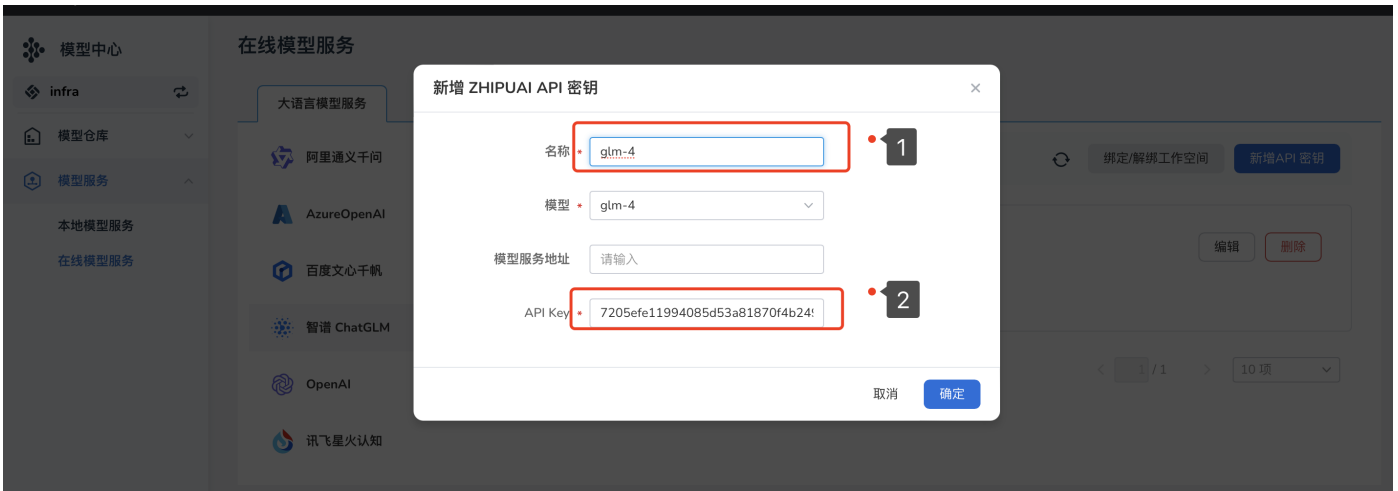 模型中心
infra
模型仓库
模型服务
本地模型服务
在线模型服务
在线模型服务
大语言模型服务
阿里通义千问
AzureOpenAI
百度文心千帆
智谱 ChatGLM
OpenAI
讯飞星火认知
绑定/解绑工作空间
新增API 密钥
编辑
删除
1 / 1
10 项
新增 ZHIPUAI API 密钥
名称 * glm-4
1
模型 * glm-4
模型服务地址 请输入
API Key * 7205efe11994085d53a81870f4b24
2
取消
确定